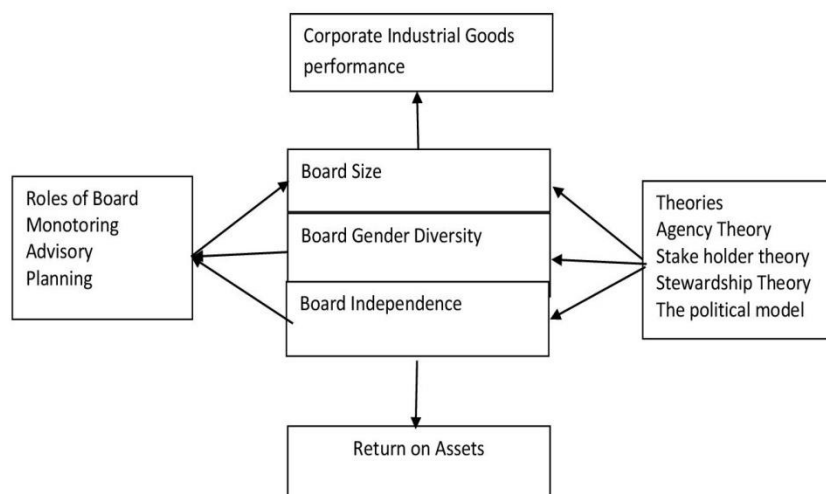 Corporate Industrial Goods
performance
Board Size
Board Gender Diversity
Board Independence
Roles of Board
Monotoring
Advisory
Planning
Theories
Agency Theory
Stake holder theory
Stewardship Theory
The political model
Return on Assets